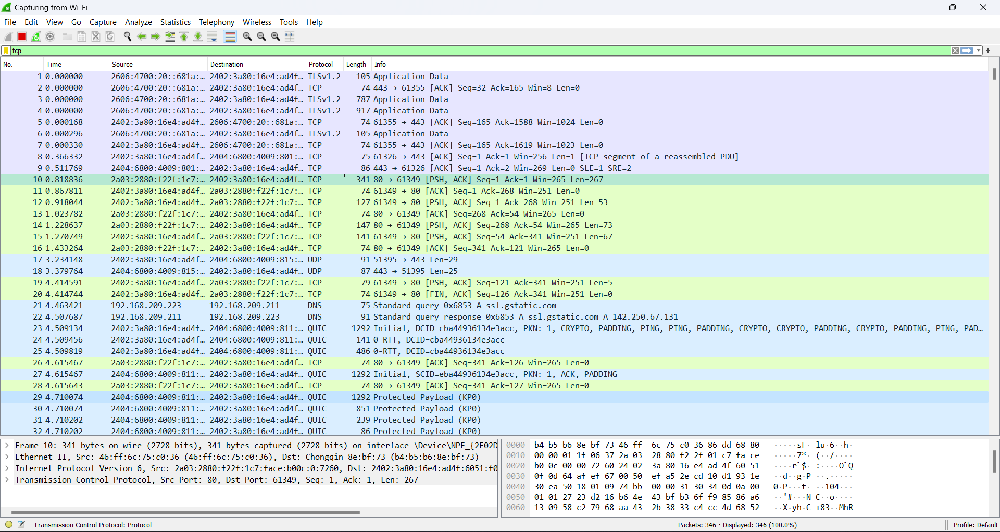 Capturing from Wi-Fi
File Edit View Go Capture Analyze Statistics Telephony Wireless Tools Help
tcp
No. Time Source Destination Protocol Length Info
1 0.000000 2606:4700:20::681a:… 2402:3a80:16e4:ad4f… TLSv1.2 105 Application Data
2 0.000000 2606:4700:20::681a:… 2402:3a80:16e4:ad4f… TCP 74 443 → 61355 [ACK] Seq=32 Ack=165 Win=8 Len=0
3 0.000000 2606:4700:20::681a:… 2402:3a80:16e4:ad4f… TLSv1.2 787 Application Data
4 0.000000 2606:4700:20::681a:… 2402:3a80:16e4:ad4f… TLSv1.2 917 Application Data
5 0.000168 2402:3a80:16e4:ad4f… 2606:4700:20::681a:… TCP 74 61355 → 443 [ACK] Seq=165 Ack=1588 Win=1024 Len=0
6 0.000296 2606:4700:20::681a:… 2402:3a80:16e4:ad4f… TLSv1.2 105 Application Data
7 0.000330 2402:3a80:16e4:ad4f… 2606:4700:20::681a:… TCP 74 61355 → 443 [ACK] Seq=165 Ack=1619 Win=1023 Len=0
8 0.366332 2402:3a80:16e4:ad4f… 2404:6800:4009:801:… TCP 75 61326 → 443 [ACK] Seq=1 Ack=1 Win=256 Len=1 [TCP segment of a reassembled PDU]
9 0.511769 2404:6800:4009:801:… 2402:3a80:16e4:ad4f… TCP 86 443 → 61326 [ACK] Seq=1 Ack=2 Win=269 Len=0 SLE=1 SRE=2
10 0.818836 2a03:2880:f22f:1c7:… 2402:3a80:16e4:ad4f… TCP 341 80 → 61349 [PSH, ACK] Seq=1 Ack=1 Win=265 Len=267
11 0.867811 2402:3a80:16e4:ad4f… 2a03:2880:f22f:1c7:… TCP 74 61349 → 80 [ACK] Seq=1 Ack=268 Win=251 Len=0
12 0.918044 2402:3a80:16e4:ad4f… 2a03:2880:f22f:1c7:… TCP 127 61349 → 80 [PSH, ACK] Seq=1 Ack=268 Win=251 Len=53
13 1.023782 2a03:2880:f22f:1c7:… 2402:3a80:16e4:ad4f… TCP 74 80 → 61349 [ACK] Seq=268 Ack=54 Win=265 Len=0
14 1.228637 2a03:2880:f22f:1c7:… 2402:3a80:16e4:ad4f… TCP 147 80 → 61349 [PSH, ACK] Seq=268 Ack=54 Win=265 Len=73
15 1.270749 2402:3a80:16e4:ad4f… 2a03:2880:f22f:1c7:… TCP 141 61349 → 80 [PSH, ACK] Seq=54 Ack=341 Win=251 Len=67
16 1.433264 2a03:2880:f22f:1c7:… 2402:3a80:16e4:ad4f… TCP 74 80 → 61349 [ACK] Seq=341 Ack=121 Win=265 Len=0
17 3.234148 2402:3a80:16e4:ad4f… 2404:6800:4009:815:… UDP 91 51395 → 443 Len=29
18 3.379764 2404:6800:4009:815:… 2402:3a80:16e4:ad4f… UDP 87 443 → 51395 Len=25
19 4.414591 2402:3a80:16e4:ad4f… 2a03:2880:f22f:1c7:… TCP 79 61349 → 80 [PSH, ACK] Seq=121 Ack=341 Win=251 Len=5
20 4.414744 2402:3a80:16e4:ad4f… 2a03:2880:f22f:1c7:… TCP 74 61349 → 80 [FIN, ACK] Seq=126 Ack=341 Win=251 Len=0
21 4.463421 192.168.209.223 192.168.209.211 DNS 75 Standard query 0x6853 A ssl.gstatic.com
22 4.507687 192.168.209.211 192.168.209.223 DNS 91 Standard query response 0x6853 A ssl.gstatic.com A 142.250.67.131
23 4.509134 2402:3a80:16e4:ad4f… 2404:6800:4009:811:… QUIC 1292 Initial, DCID=cba44936134e3acc, PKN: 1, CRYPTO, PADDING, PING, PING, PADDING, CRYPTO, CRYPTO, PADDING, CRYPTO, PADDING, PING, PAD…
24 4.509456 2402:3a80:16e4:ad4f… 2404:6800:4009:811:… QUIC 141 0-RTT, DCID=cba44936134e3acc
25 4.509819 2402:3a80:16e4:ad4f… 2404:6800:4009:811:… QUIC 486 0-RTT, DCID=cba44936134e3acc
26 4.615467 2a03:2880:f22f:1c7:… 2402:3a80:16e4:ad4f… TCP 74 80 → 61349 [ACK] Seq=341 Ack=126 Win=265 Len=0
27 4.615467 2404:6800:4009:811:… 2402:3a80:16e4:ad4f… QUIC 1292 Initial, SCID=eba44936134e3acc, PKN: 1, ACK, PADDING
28 4.615643 2a03:2880:f22f:1c7:… 2402:3a80:16e4:ad4f… TCP 74 80 → 61349 [ACK] Seq=341 Ack=127 Win=265 Len=0
29 4.710074 2404:6800:4009:811:… 2402:3a80:16e4:ad4f… QUIC 1292 Protected Payload (KP0)
30 4.710074 2404:6800:4009:811:… 2402:3a80:16e4:ad4f… QUIC 851 Protected Payload (KP0)
31 4.710202 2404:6800:4009:811:… 2402:3a80:16e4:ad4f… QUIC 239 Protected Payload (KP0)
32 4.710202 2404:6800:4009:811:… 2402:3a80:16e4:ad4f… QUIC 86 Protected Payload (KP0)
Frame 10: 341 bytes on wire (2728 bits), 341 bytes captured (2728 bits) on interface \Device\NPF_{2F02D
Ethernet II, Src: 46:ff:6c:75:c0:36 (46:ff:6c:75:c0:36), Dst: Chongqin_8e:bf:73 (b4:b5:b6:8e:bf:73)
Internet Protocol Version 6, Src: 2a03:2880:f22f:1c7:face:b00c:0:7260, Dst: 2402:3a80:16e4:ad4f:6051:f0
Transmission Control Protocol, Src Port: 80, Dst Port: 61349, Seq: 1, Ack: 1, Len: 267
0000 b4 b5 b6 8e bf 73 46 ff 6c 75 c0 36 86 dd 68 80 ·····sF· lu·6··h·
0010 00 00 01 1f 06 37 2a 03 28 80 f2 2f 01 c7 fa ce ·····7*· (··/····
0020 b0 0c 00 00 72 60 24 02 3a 80 16 e4 ad 4f 60 51 ····r`$· :····O`Q
0030 0f 0d 64 af ef 67 00 50 ef a5 2e cd 10 d1 93 1e ··d··g·P ··.·····
0040 30 ea 50 18 01 09 74 bb 00 00 31 30 34 0d 0a 00 0·P···t· ··104···
0050 01 01 27 23 d2 16 b6 4e 43 bf b3 6f f9 85 86 a6 ··'#···N C··o····
0060 13 09 58 c2 79 68 aa 43 2b 38 33 c4 cc 4d 68 52 ··X·yh·C +83··MhR
Transmission Control Protocol: Protocol
Packets: 346 · Displayed: 346 (100.0%)
Profile: Default